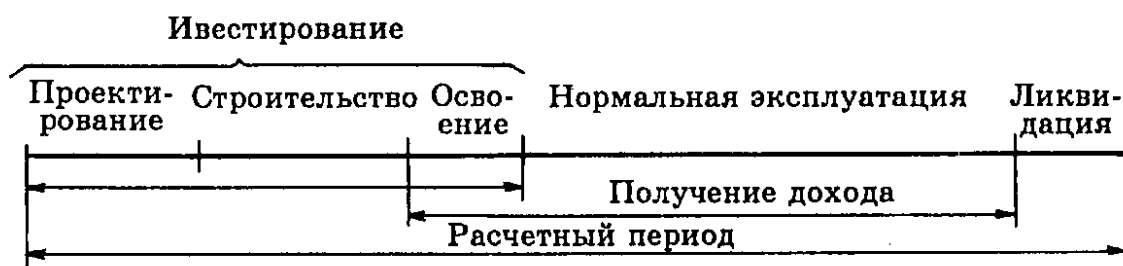 Ивестирование
Проекти-
рование
Строительство
Осво-
ение
Нормальная эксплуатация
Ликви-
дация
Получение дохода
Расчетный период